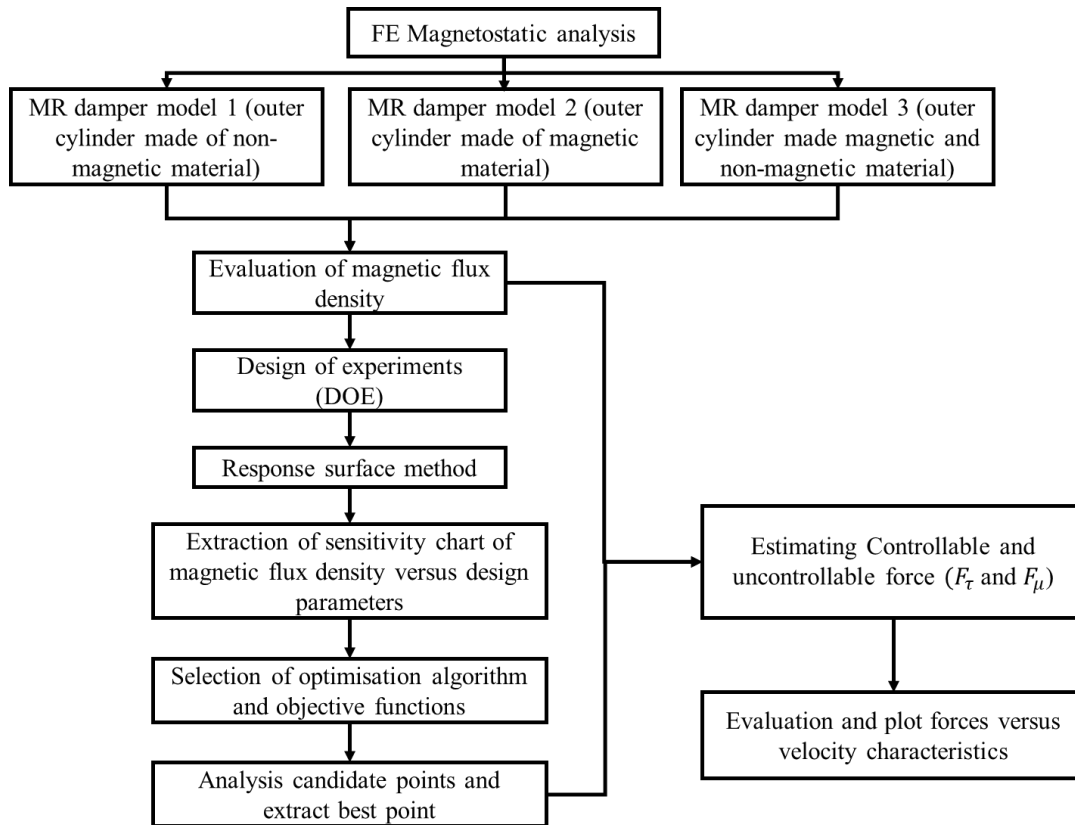 FE Magnetostatic analysis
MR damper model 1 (outer
cylinder made of non-
magnetic material)
MR damper model 2 (outer
cylinder made of magnetic
material)
MR damper model 3 (outer
cylinder made magnetic and
non-magnetic material)
Evaluation of magnetic flux
density
Design of experiments
(DOE)
Response surface method
Extraction of sensitivity chart of
magnetic flux density versus design
parameters
Selection of optimisation algorithm
and objective functions
Analysis candidate points and
extract best point
Estimating Controllable and
uncontrollable force (F_τ and F_μ)
Evaluation and plot forces versus
velocity characteristics